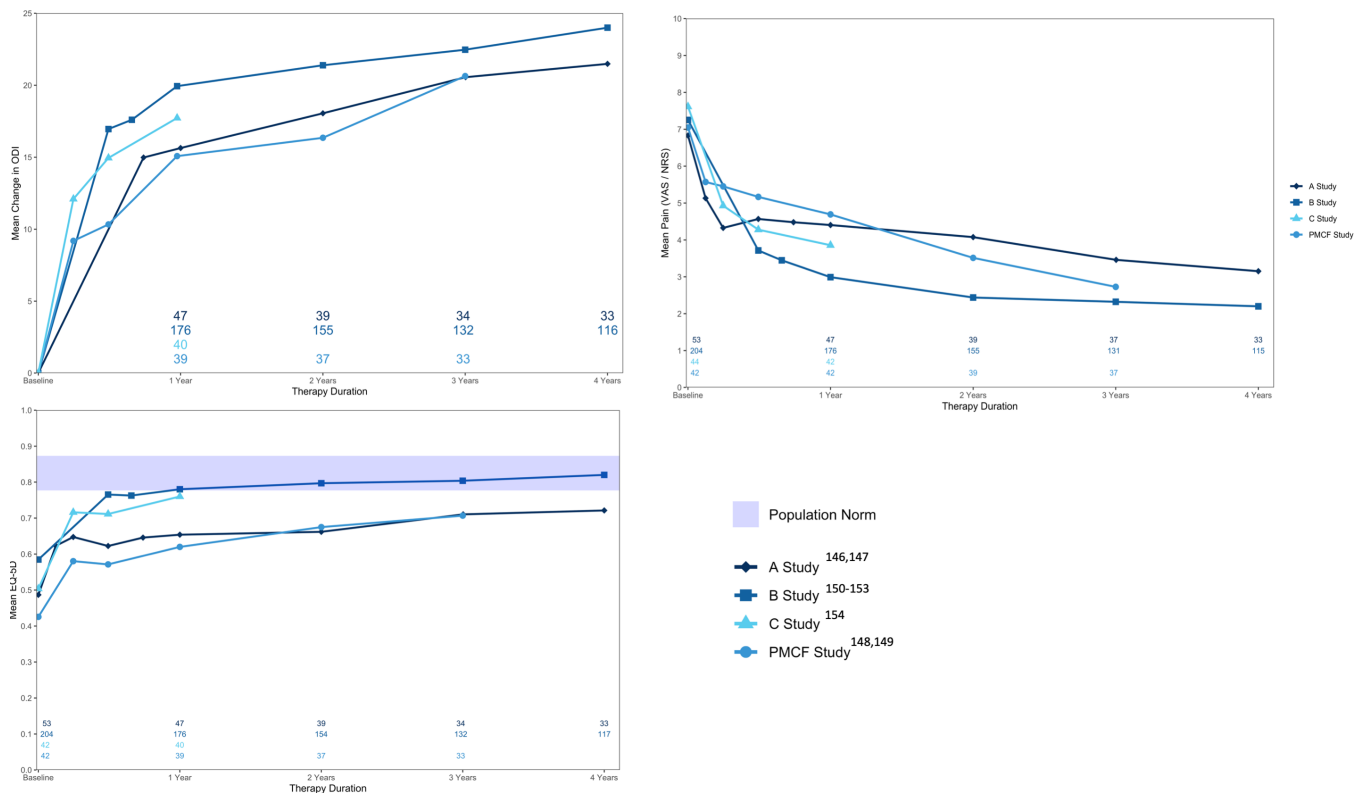 25
20
15
10
5
0
Mean Change in ODI
47 39 34 33
176 155 132 116
40
39 37 33
Baseline 1 Year 2 Years 3 Years 4 Years
Therapy Duration
10
9
8
7
6
5
4
3
2
1
0
Mean Pain (VAS / NRS)
53 47 39 37 33
204 176 155 131 115
44 42
42 42 39 37
Baseline 1 Year 2 Years 3 Years 4 Years
Therapy Duration
A Study
B Study
C Study
PMCF Study
1.0
0.9
0.8
0.7
0.6
0.5
0.4
0.3
0.2
0.1
0.0
Mean EQ-5D
53 47 39 34 33
204 176 154 132 117
42 40
42 39 37 33
Baseline 1 Year 2 Years 3 Years 4 Years
Therapy Duration
Population Norm
A Study 146,147
B Study 150-153
C Study 154
PMCF Study 148,149